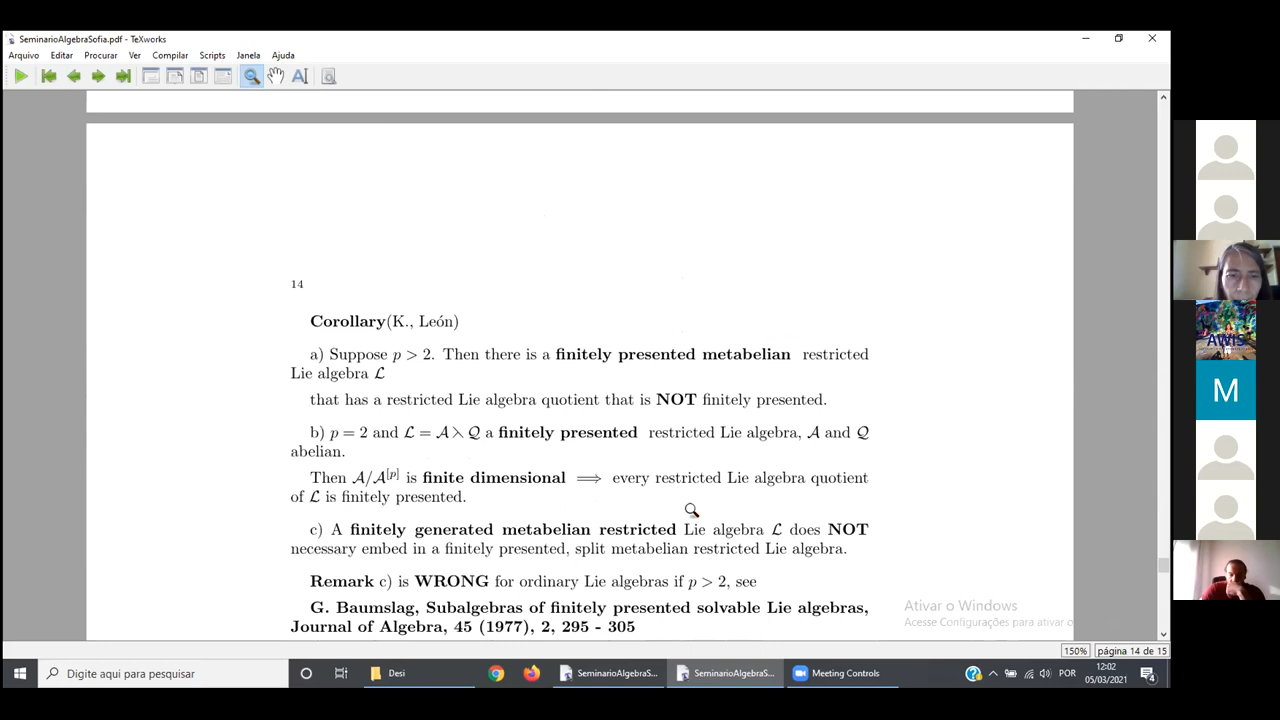 SeminarioAlgebraSofia.pdf - TeXworks
Arquivo Editar Procurar Ver Compilar Scripts Janela Ajuda
14
Corollary(K., León)
a) Suppose p > 2. Then there is a finitely presented metabelian restricted
Lie algebra ℒ
that has a restricted Lie algebra quotient that is NOT finitely presented.
b) p = 2 and ℒ = 𝒜 ⋋ 𝒬 a finitely presented restricted Lie algebra, 𝒜 and 𝒬
abelian.
Then 𝒜/𝒜^[p] is finite dimensional ⟹ every restricted Lie algebra quotient
of ℒ is finitely presented.
c) A finitely generated metabelian restricted Lie algebra ℒ does NOT
necessary embed in a finitely presented, split metabelian restricted Lie algebra.
Remark c) is WRONG for ordinary Lie algebras if p > 2, see
G. Baumslag, Subalgebras of finitely presented solvable Lie algebras,
Journal of Algebra, 45 (1977), 2, 295 - 305
Ativar o Windows
Acesse Configurações para ativar o
150% página 14 de 15
AWIS
M
Digite aqui para pesquisar
Desi
SeminarioAlgebraS...
SeminarioAlgebraS...
Meeting Controls
POR
12:02
05/03/2021
4